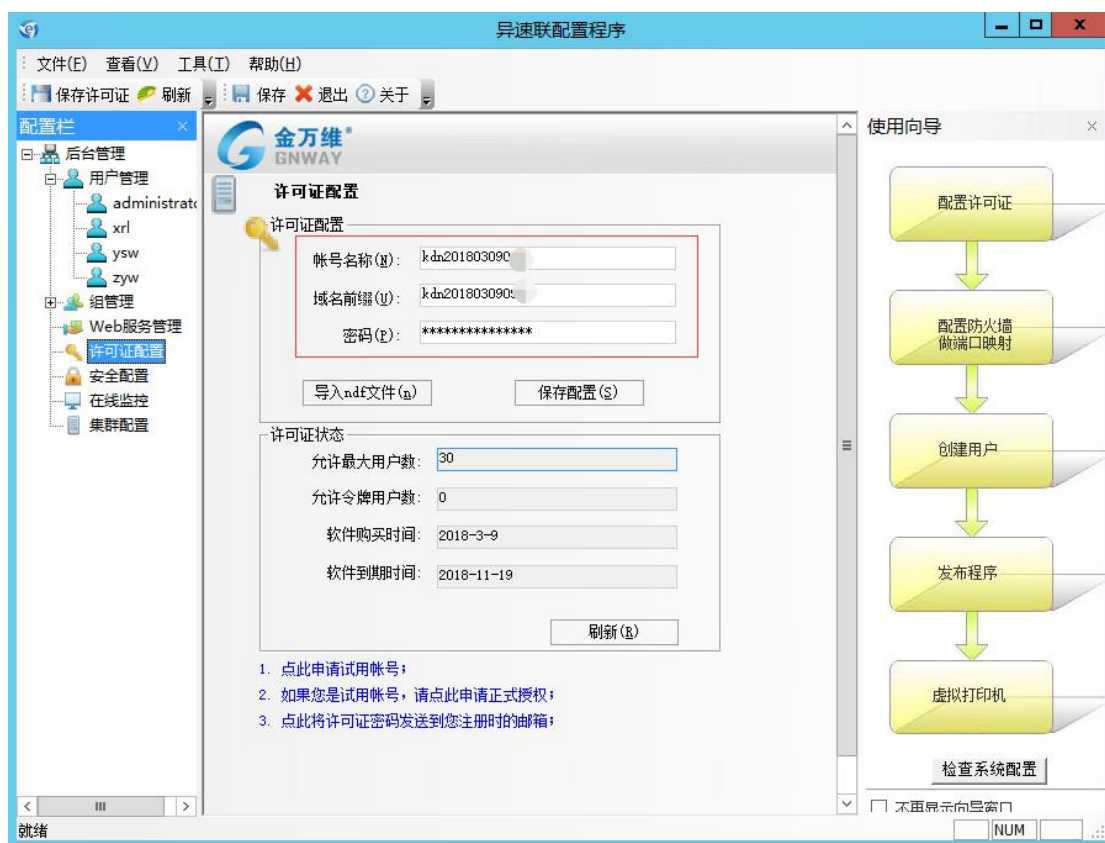 异速联配置程序
文件(F) 查看(V) 工具(T) 帮助(H)
保存许可证 刷新 保存 退出 关于
配置栏
后台管理
用户管理
xrl
ysw
zyw
组管理
Web服务管理
许可证配置
安全配置
在线监控
集群配置
就绪
金万维®
GNWAY
许可证配置
许可证配置
帐号名称(N):
域名前缀(U):
密码(P): ***************
导入ndf文件(n) 保存配置(S)
许可证状态
允许最大用户数: 30
允许令牌用户数: 0
软件购买时间: 2018-3-9
软件到期时间: 2018-11-19
刷新(R)
1. 点此申请试用帐号;
2. 如果您是试用帐号,请点此申请正式授权;
3. 点此将许可证密码发送到您注册时的邮箱;
使用向导
配置许可证
配置防火墙
做端口映射
创建用户
发布程序
虚拟打印机
检查系统配置
不再显示向导窗口
NUM